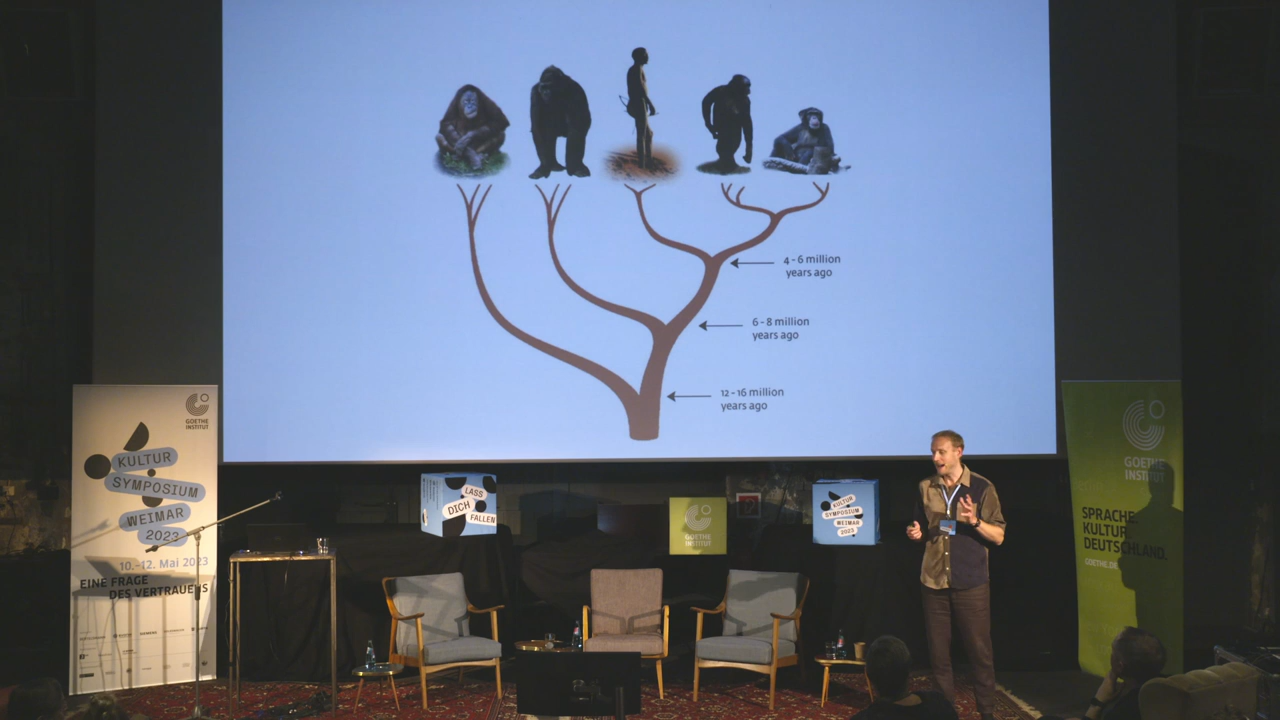 4 - 6 million
years ago
6 - 8 million
years ago
12 - 16 million
years ago
GOETHE
INSTITUT
KULTUR
SYMPOSIUM
WEIMAR
2023
10.–12. Mai 2023
EINE FRAGE
DES VERTRAUENS
LASS
DICH
FALLEN
GOETHE
INSTITUT
KULTUR
SYMPOSIUM
WEIMAR
2023
GOETHE
INSTITUT
SPRACHE.
KULTUR.
DEUTSCHLAND.
GOETHE.DE